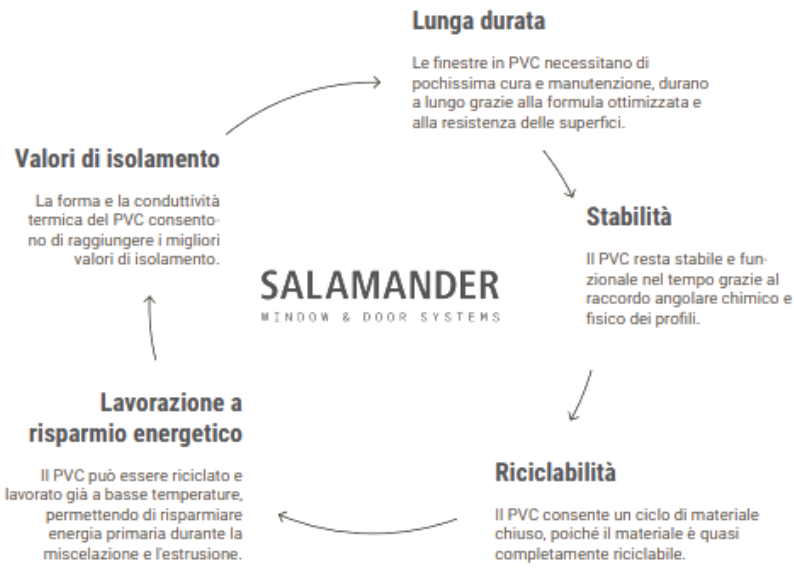 Lunga durata
Le finestre in PVC necessitano di
pochissima cura e manutenzione, durano
a lungo grazie alla formula ottimizzata e
alla resistenza delle superfici.
Stabilità
Il PVC resta stabile e fun-
zionale nel tempo grazie al
raccordo angolare chimico e
fisico dei profili.
Riciclabilità
Il PVC consente un ciclo di materiale
chiuso, poiché il materiale è quasi
completamente riciclabile.
Lavorazione a
risparmio energetico
Il PVC può essere riciclato e
lavorato già a basse temperature,
permettendo di risparmiare
energia primaria durante la
miscelazione e l'estrusione.
Valori di isolamento
La forma e la conduttività
termica del PVC consento-
no di raggiungere i migliori
valori di isolamento.
SALAMANDER
WINDOW & DOOR SYSTEMS